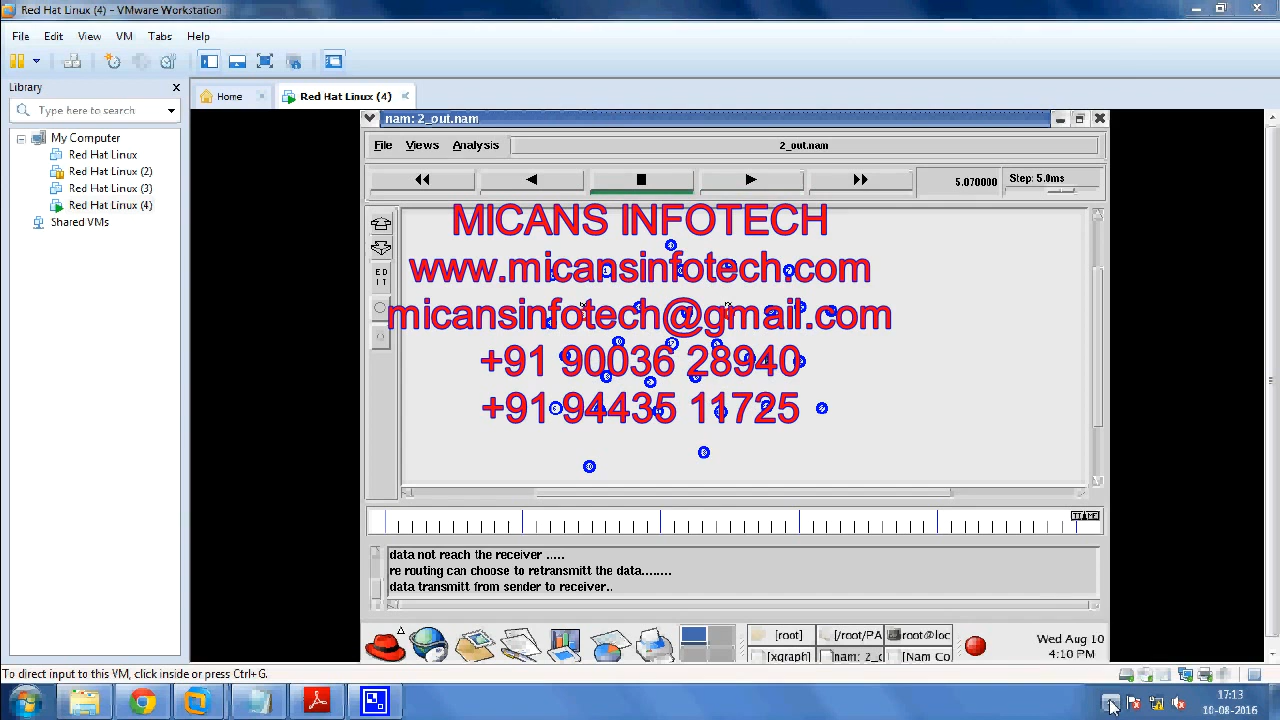 Red Hat Linux (4) - VMware Workstation
File Edit View VM Tabs Help
Library
Type here to search
My Computer
Red Hat Linux
Red Hat Linux (2)
Red Hat Linux (3)
Red Hat Linux (4)
Shared VMs
Home
Red Hat Linux (4)
nam: 2_out.nam
File Views Analysis
2_out.nam
5.070000
Step: 5.0ms
MICANS INFOTECH
www.micansinfotech.com
micansinfotech@gmail.com
+91 90036 28940
+91 94435 11725
TIME
data not reach the receiver .....
re routing can choose to retransmitt the data........
data transmitt from sender to receiver..
[root] [/root/PA root@loc
[xgraph] nam: 2_c [Nam Co
Wed Aug 10
4:10 PM
To direct input to this VM, click inside or press Ctrl+G.
17:13
10-08-2016